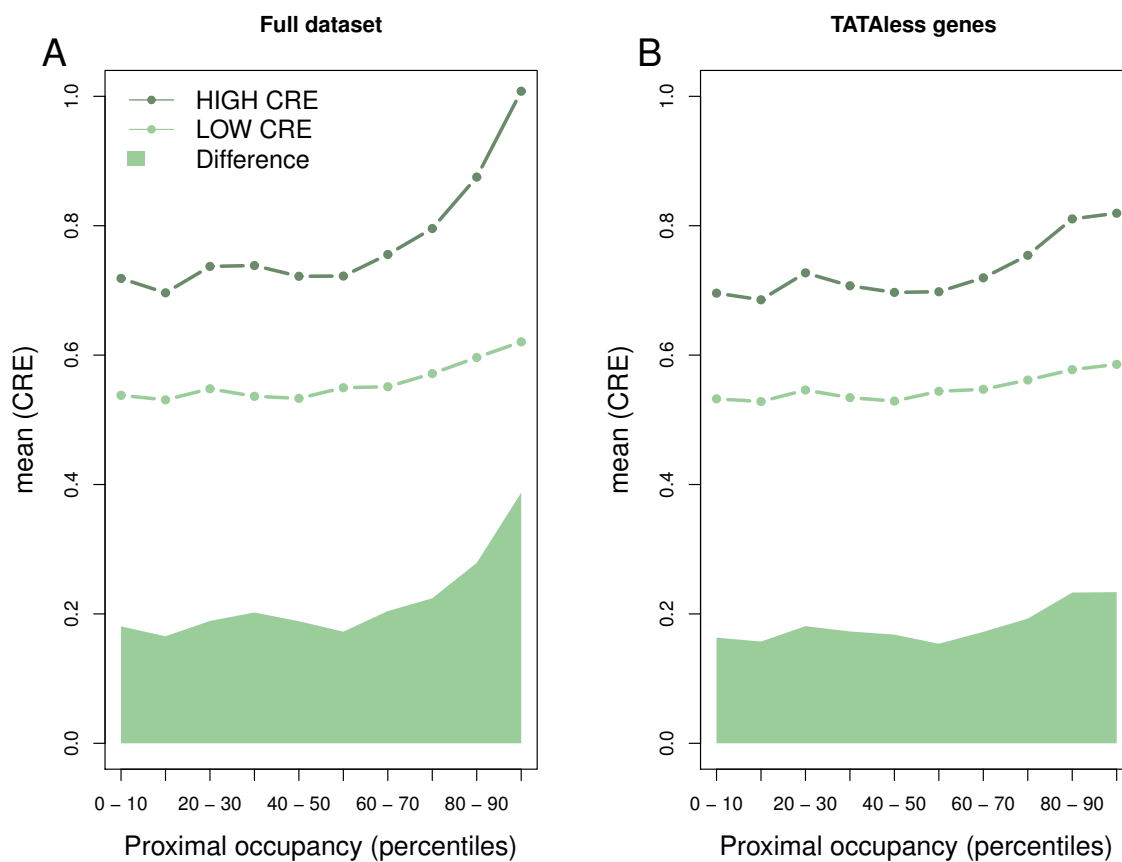 Full dataset
A
HIGH CRE
LOW CRE
Difference
mean (CRE)
0.0
0.2
0.4
0.6
0.8
1.0
0 – 10
20 – 30
40 – 50
60 – 70
80 – 90
Proximal occupancy (percentiles)
TATAless genes
B
mean (CRE)
0.0
0.2
0.4
0.6
0.8
1.0
0 – 10
20 – 30
40 – 50
60 – 70
80 – 90
Proximal occupancy (percentiles)